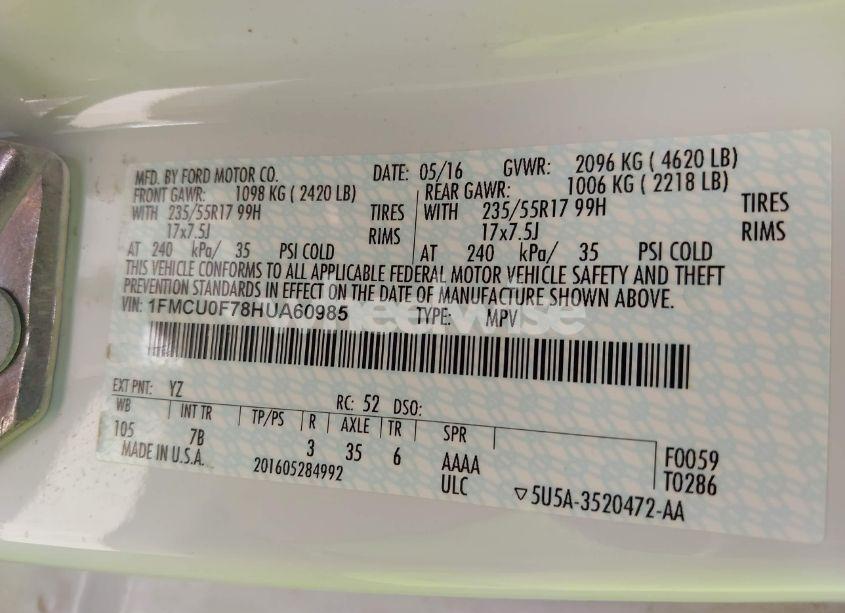 MFD. BY FORD MOTOR CO. DATE: 05/16 GVWR: 2096 KG ( 4620 LB)
FRONT GAWR: 1098 KG ( 2420 LB) REAR GAWR: 1006 KG ( 2218 LB)
WITH 235/55R17 99H TIRES WITH 235/55R17 99H TIRES
17x7.5J RIMS 17x7.5J RIMS
AT 240 kPa/ 35 PSI COLD AT 240 kPa/ 35 PSI COLD
THIS VEHICLE CONFORMS TO ALL APPLICABLE FEDERAL MOTOR VEHICLE SAFETY AND THEFT
PREVENTION STANDARDS IN EFFECT ON THE DATE OF MANUFACTURE SHOWN ABOVE.
VIN: 1FMCU0F78HUA60985 TYPE: MPV
wheelwise
EXT PNT: YZ RC: 52 DSO:
WB INT TR TP/PS R AXLE TR SPR
105 7B 3 35 6 AAAA F0059
MADE IN U.S.A. 201605284992 ULC T0286
▽5U5A-3520472-AA